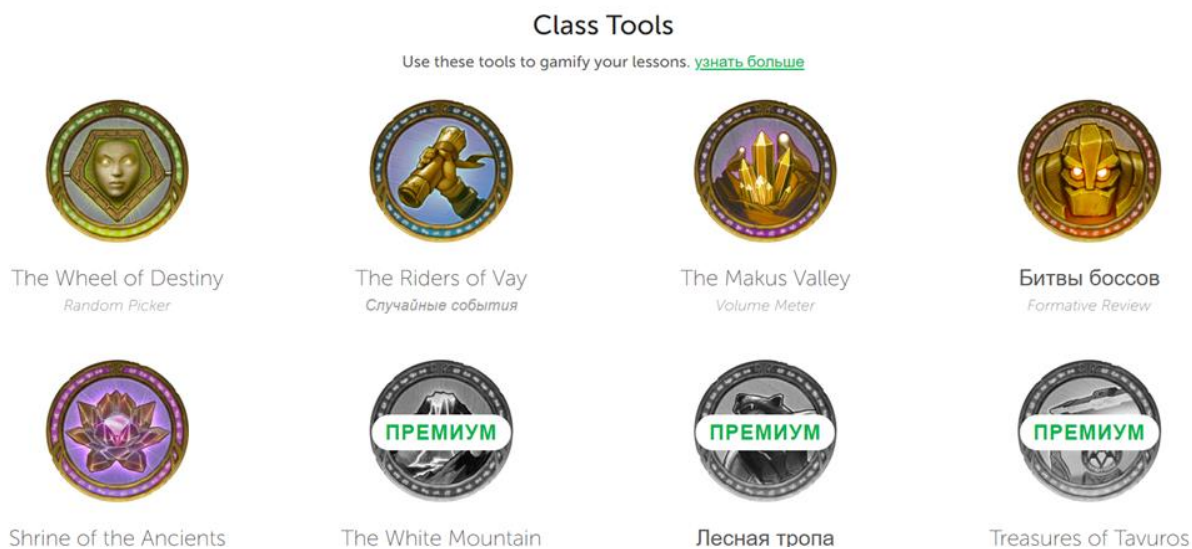 Class Tools
Use these tools to gamify your lessons. узнать больше
The Wheel of Destiny
Random Picker
The Riders of Vay
Случайные события
The Makus Valley
Volume Meter
Битвы боссов
Formative Review
ПРЕМИУМ
ПРЕМИУМ
ПРЕМИУМ
Shrine of the Ancients
The White Mountain
Лесная тропа
Treasures of Tavuros